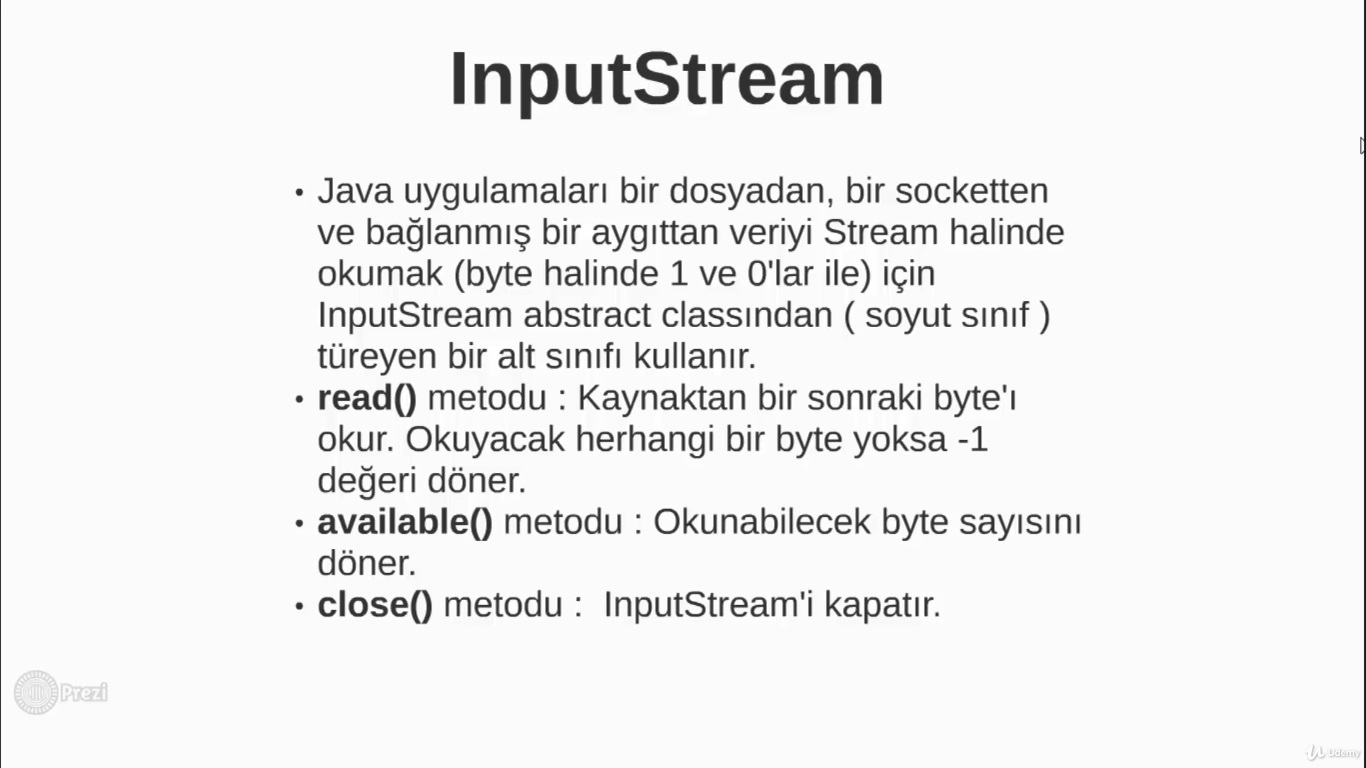 InputStream
• Java uygulamaları bir dosyadan, bir socketten
ve bağlanmış bir aygıttan veriyi Stream halinde
okumak (byte halinde 1 ve 0'lar ile) için
InputStream abstract classından ( soyut sınıf )
türeyen bir alt sınıfı kullanır.
• read() metodu : Kaynaktan bir sonraki byte'ı
okur. Okuyacak herhangi bir byte yoksa -1
değeri döner.
• available() metodu : Okunabilecek byte sayısını
döner.
• close() metodu :  InputStream'i kapatır.
Prezi
Udemy